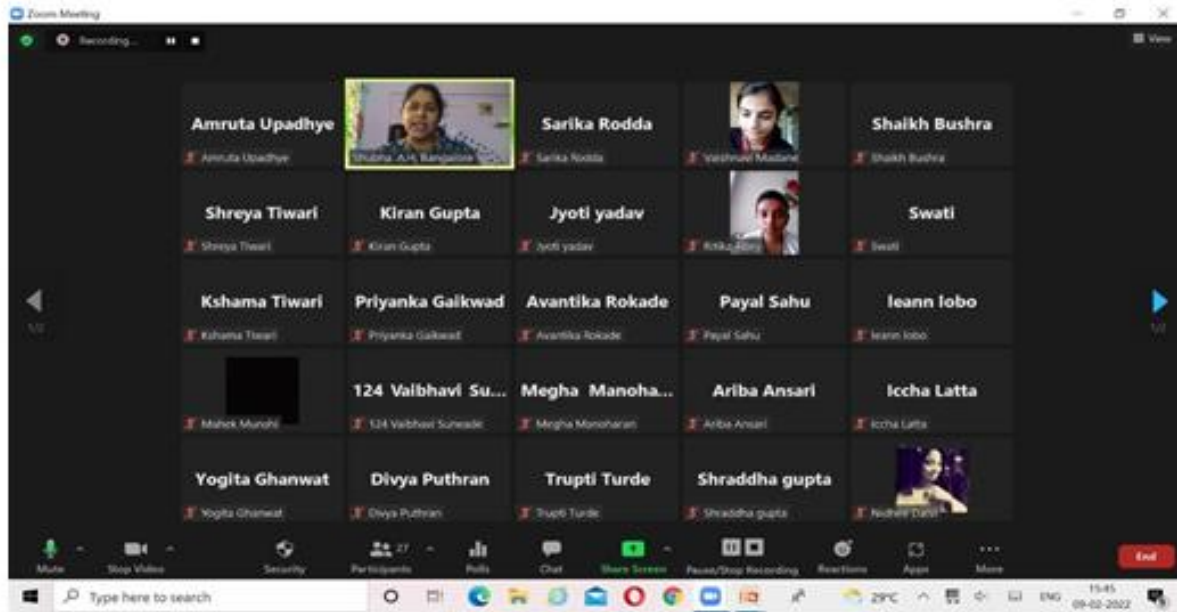 Zoom Meeting
Recording...
View
Amruta Upadhye
Amruta Upadhye
Shubha A.H, Bangalore
Sarika Rodda
Sarika Rodda
Vaishnavi Madane
Shaikh Bushra
Shaikh Bushra
Shreya Tiwari
Shreya Tiwari
Kiran Gupta
Kiran Gupta
Jyoti yadav
Jyoti yadav
Ritika
Swati
Swati
Kshama Tiwari
Kshama Tiwari
Priyanka Gaikwad
Priyanka Gaikwad
Avantika Rokade
Avantika Rokade
Payal Sahu
Payal Sahu
leann lobo
leann lobo
1/2
1/2
Mahek Munshi
124 Vaibhavi Su...
124 Vaibhavi Surwade
Megha Manoha...
Megha Manoharan
Ariba Ansari
Ariba Ansari
Iccha Latta
Iccha Latta
Yogita Ghanwat
Yogita Ghanwat
Divya Puthran
Divya Puthran
Trupti Turde
Trupti Turde
Shraddha gupta
Shraddha gupta
Nidhee
Mute
Stop Video
Security
Participants
27
Polls
Chat
Share Screen
Pause/Stop Recording
Reactions
Apps
More
End
Type here to search
29°C
ENG
15:45
09-02-2022